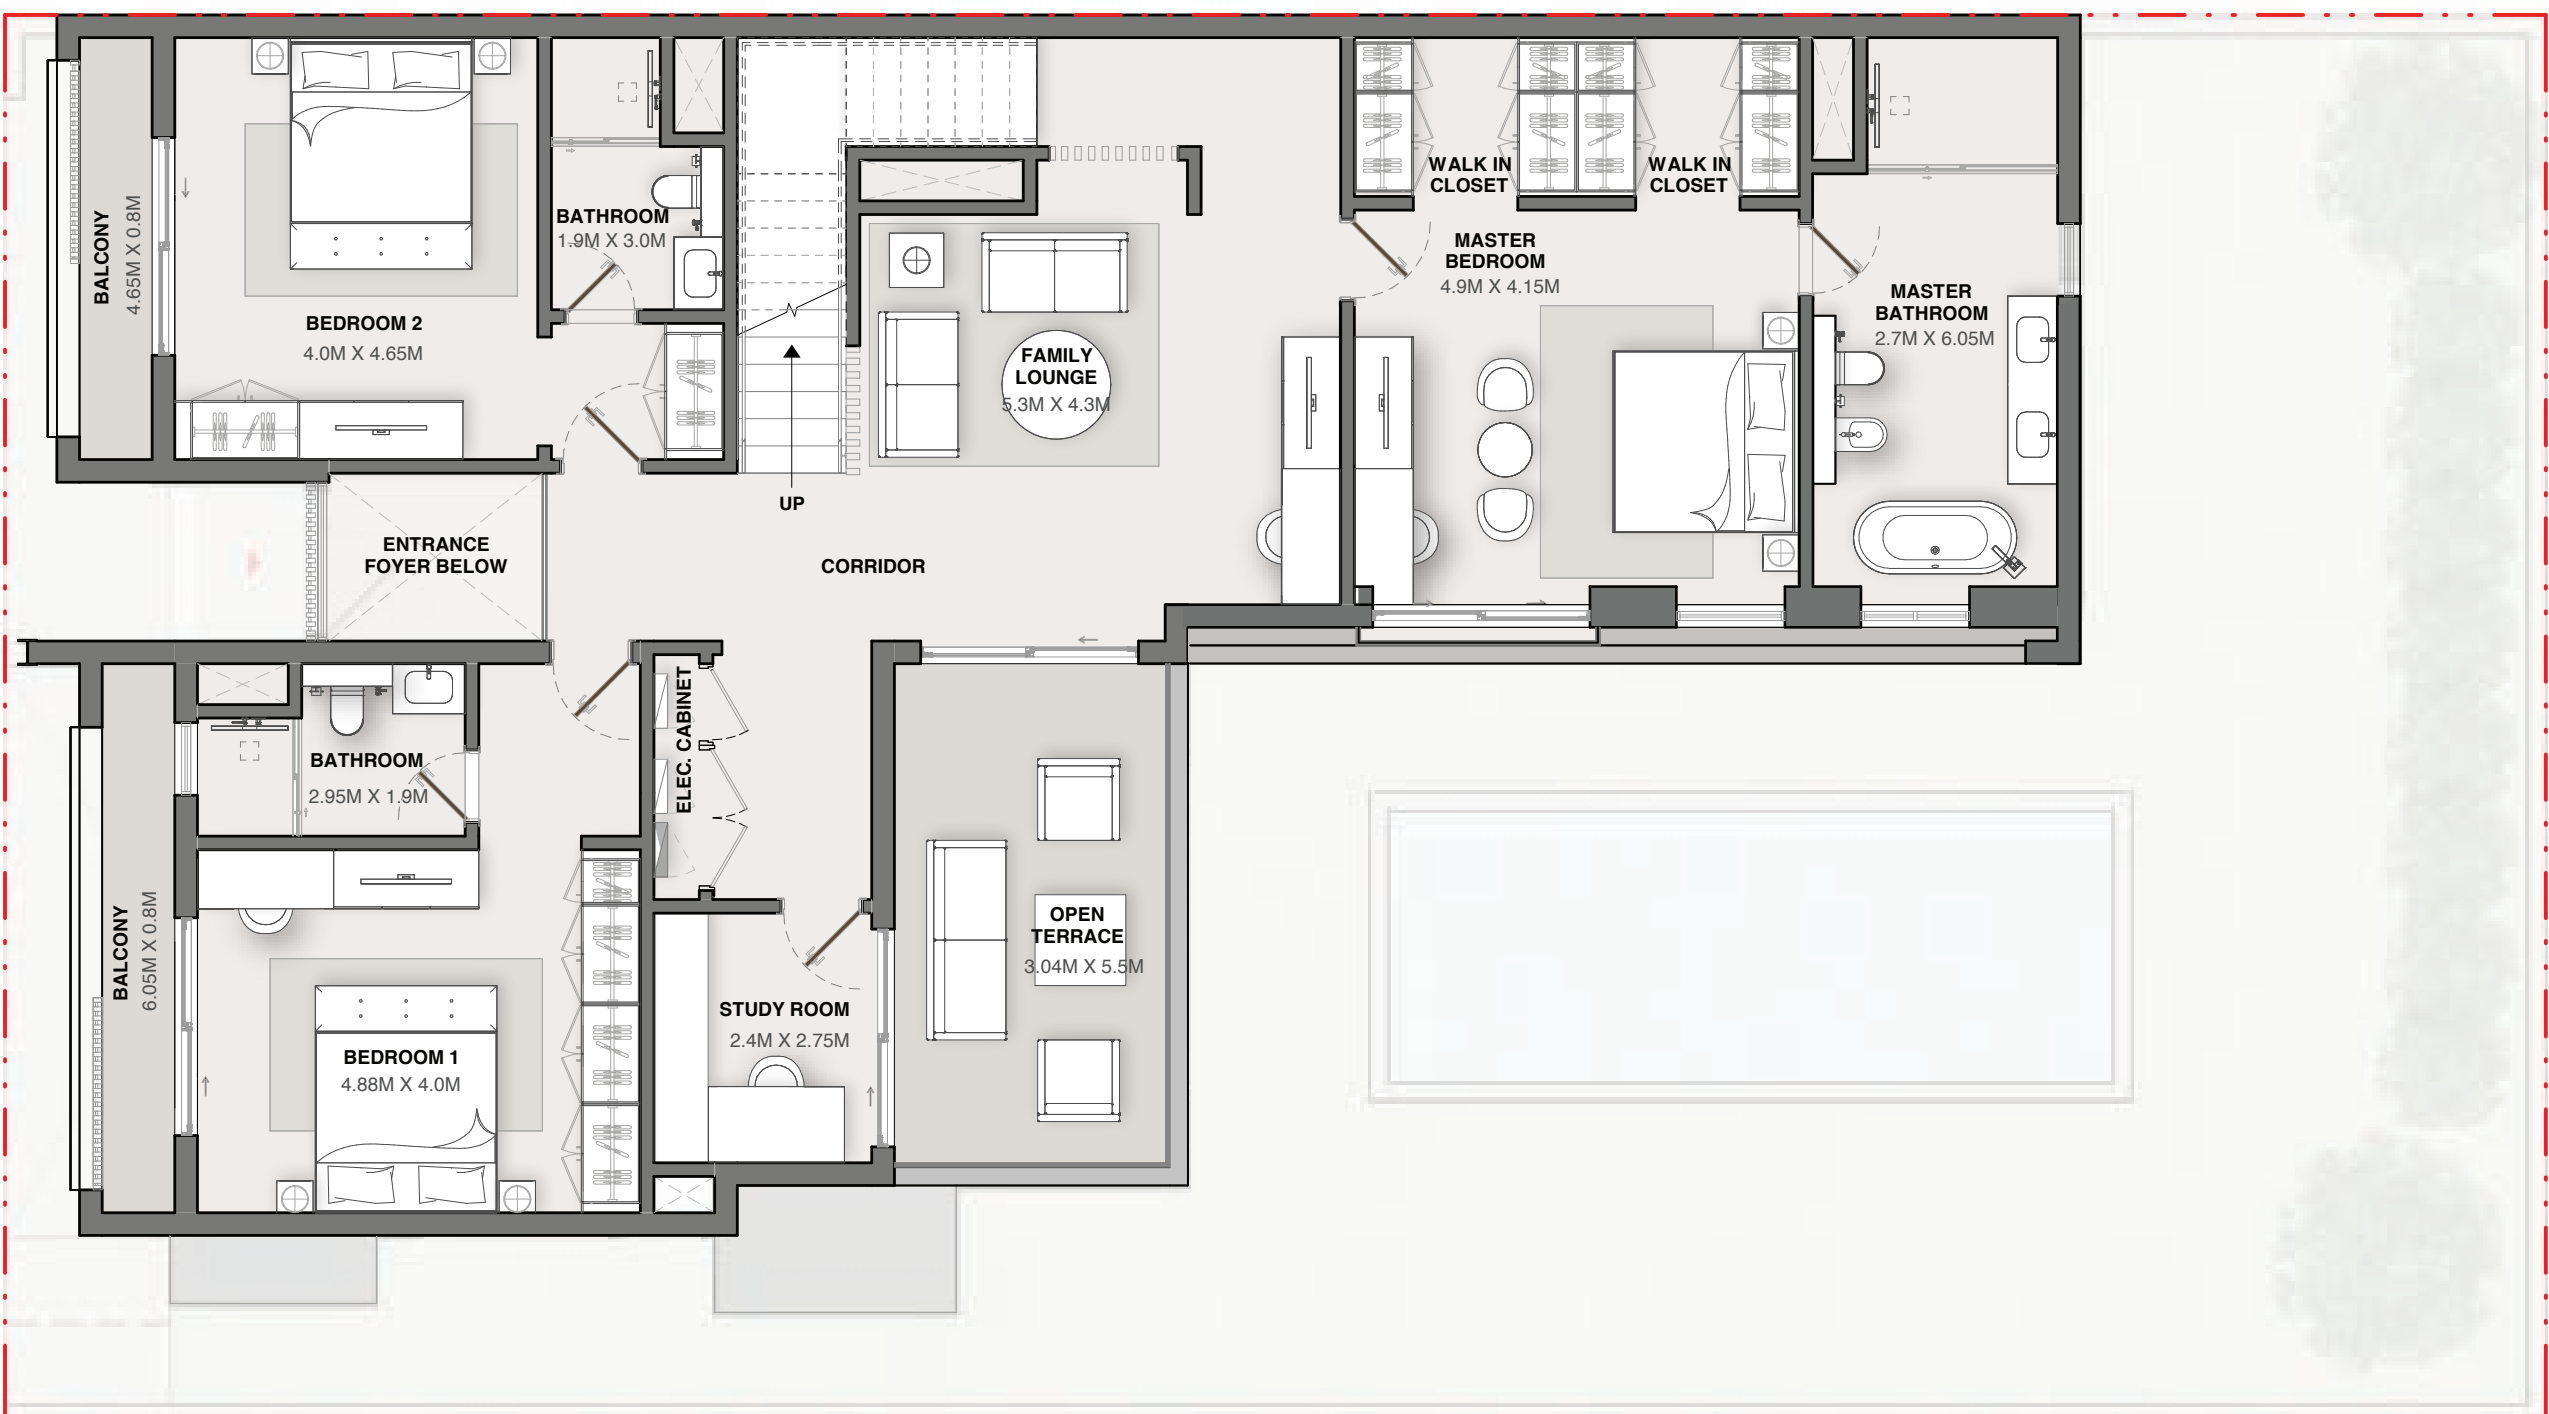 BALCONY
4.65M X 0.8M
BEDROOM 2
4.0M X 4.65M
BATHROOM
1.9M X 3.0M
UP
FAMILY
LOUNGE
5.3M X 4.3M
WALK IN
CLOSET
WALK IN
CLOSET
MASTER
BEDROOM
4.9M X 4.15M
MASTER
BATHROOM
2.7M X 6.05M
ENTRANCE
FOYER BELOW
CORRIDOR
BATHROOM
2.95M X 1.9M
ELEC. CABINET
BALCONY
6.05M X 0.8M
BEDROOM 1
4.88M X 4.0M
STUDY ROOM
2.4M X 2.75M
OPEN
TERRACE
3.04M X 5.5M